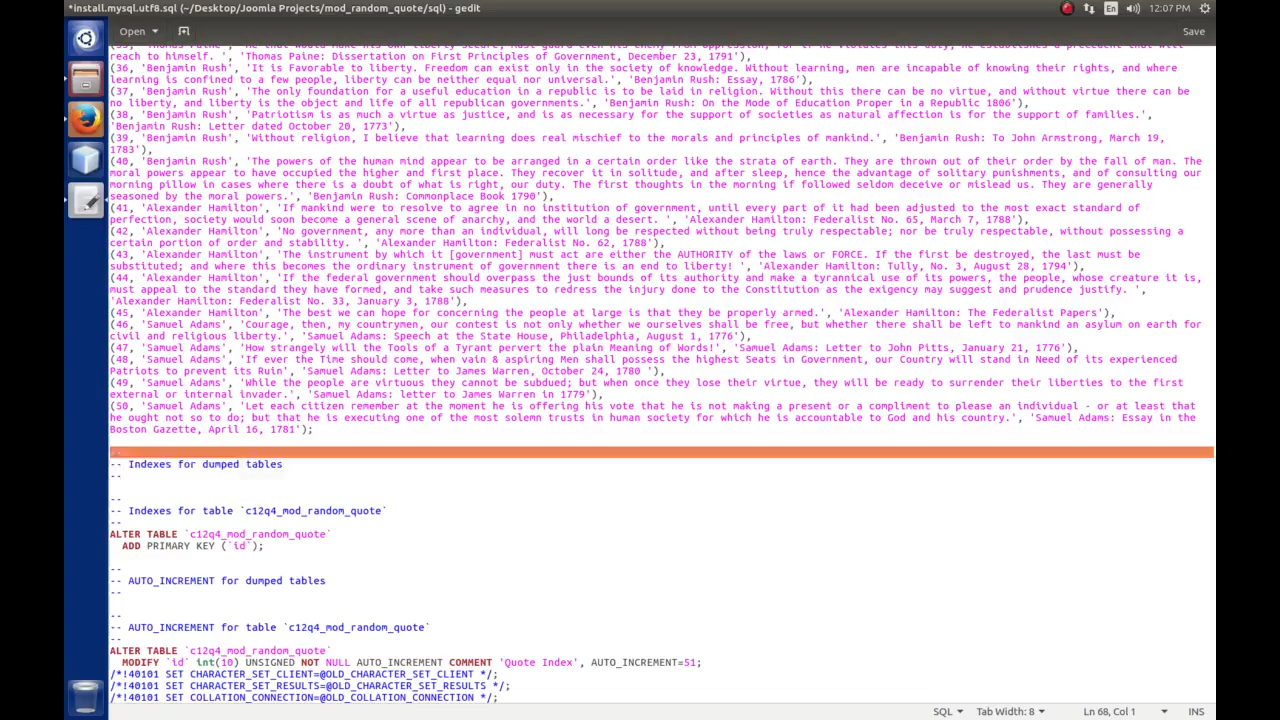 *install.mysql.utf8.sql (~/Desktop/Joomla Projects/mod_random_quote/sql) - gedit
En
12:07 PM
Open
Save
reach to himself. ', 'Thomas Paine: Dissertation on First Principles of Government, December 23, 1791'),
(36, 'Benjamin Rush', 'It is Favorable to liberty. Freedom can exist only in the society of knowledge. Without learning, men are incapable of knowing their rights, and where
learning is confined to a few people, liberty can be neither equal nor universal.', 'Benjamin Rush: Essay, 1786'),
(37, 'Benjamin Rush', 'The only foundation for a useful education in a republic is to be laid in religion. Without this there can be no virtue, and without virtue there can be
no liberty, and liberty is the object and life of all republican governments.', 'Benjamin Rush: On the Mode of Education Proper in a Republic 1806'),
(38, 'Benjamin Rush', 'Patriotism is as much a virtue as justice, and is as necessary for the support of societies as natural affection is for the support of families.',
'Benjamin Rush: Letter dated October 20, 1773'),
(39, 'Benjamin Rush', 'Without religion, I believe that learning does real mischief to the morals and principles of mankind.', 'Benjamin Rush: To John Armstrong, March 19,
1783'),
(40, 'Benjamin Rush', 'The powers of the human mind appear to be arranged in a certain order like the strata of earth. They are thrown out of their order by the fall of man. The
moral powers appear to have occupied the higher and first place. They recover it in solitude, and after sleep, hence the advantage of solitary punishments, and of consulting our
morning pillow in cases where there is a doubt of what is right, our duty. The first thoughts in the morning if followed seldom deceive or mislead us. They are generally
seasoned by the moral powers.', 'Benjamin Rush: Commonplace Book 1790'),
(41, 'Alexander Hamilton', 'If mankind were to resolve to agree in no institution of government, until every part of it had been adjusted to the most exact standard of
perfection, society would soon become a general scene of anarchy, and the world a desert. ', 'Alexander Hamilton: Federalist No. 65, March 7, 1788'),
(42, 'Alexander Hamilton', 'No government, any more than an individual, will long be respected without being truly respectable; nor be truly respectable, without possessing a
certain portion of order and stability. ', 'Alexander Hamilton: Federalist No. 62, 1788'),
(43, 'Alexander Hamilton', 'The instrument by which it [government] must act are either the AUTHORITY of the laws or FORCE. If the first be destroyed, the last must be
substituted; and where this becomes the ordinary instrument of government there is an end to liberty! ', 'Alexander Hamilton: Tully, No. 3, August 28, 1794'),
(44, 'Alexander Hamilton', 'If the federal government should overpass the just bounds of its authority and make a tyrannical use of its powers, the people, whose creature it is,
must appeal to the standard they have formed, and take such measures to redress the injury done to the Constitution as the exigency may suggest and prudence justify. ',
'Alexander Hamilton: Federalist No. 33, January 3, 1788'),
(45, 'Alexander Hamilton', 'The best we can hope for concerning the people at large is that they be properly armed.', 'Alexander Hamilton: The Federalist Papers'),
(46, 'Samuel Adams', 'Courage, then, my countrymen, our contest is not only whether we ourselves shall be free, but whether there shall be left to mankind an asylum on earth for
civil and religious liberty.', 'Samuel Adams: Speech at the State House, Philadelphia, August 1, 1776'),
(47, 'Samuel Adams', 'How strangely will the Tools of a Tyrant pervert the plain Meaning of Words!', 'Samuel Adams: Letter to John Pitts, January 21, 1776'),
(48, 'Samuel Adams', 'If ever the Time should come, when vain & aspiring Men shall possess the highest Seats in Government, our Country will stand in Need of its experienced
Patriots to prevent its Ruin', 'Samuel Adams: Letter to James Warren, October 24, 1780 '),
(49, 'Samuel Adams', 'While the people are virtuous they cannot be subdued; but when once they lose their virtue, they will be ready to surrender their liberties to the first
external or internal invader.', 'Samuel Adams: letter to James Warren in 1779'),
(50, 'Samuel Adams', 'Let each citizen remember at the moment he is offering his vote that he is not making a present or a compliment to please an individual - or at least that
he ought not so to do; but that he is executing one of the most solemn trusts in human society for which he is accountable to God and his country.', 'Samuel Adams: Essay in the
Boston Gazette, April 16, 1781');
--
-- Indexes for dumped tables
--
--
-- Indexes for table `c12q4_mod_random_quote`
--
ALTER TABLE `c12q4_mod_random_quote`
ADD PRIMARY KEY (`id`);
--
-- AUTO_INCREMENT for dumped tables
--
--
-- AUTO_INCREMENT for table `c12q4_mod_random_quote`
--
ALTER TABLE `c12q4_mod_random_quote`
MODIFY `id` int(10) UNSIGNED NOT NULL AUTO_INCREMENT COMMENT 'Quote Index', AUTO_INCREMENT=51;
/*!40101 SET CHARACTER_SET_CLIENT=@OLD_CHARACTER_SET_CLIENT */;
/*!40101 SET CHARACTER_SET_RESULTS=@OLD_CHARACTER_SET_RESULTS */;
/*!40101 SET COLLATION_CONNECTION=@OLD_COLLATION_CONNECTION */;
SQL
Tab Width: 8
Ln 68, Col 1
INS